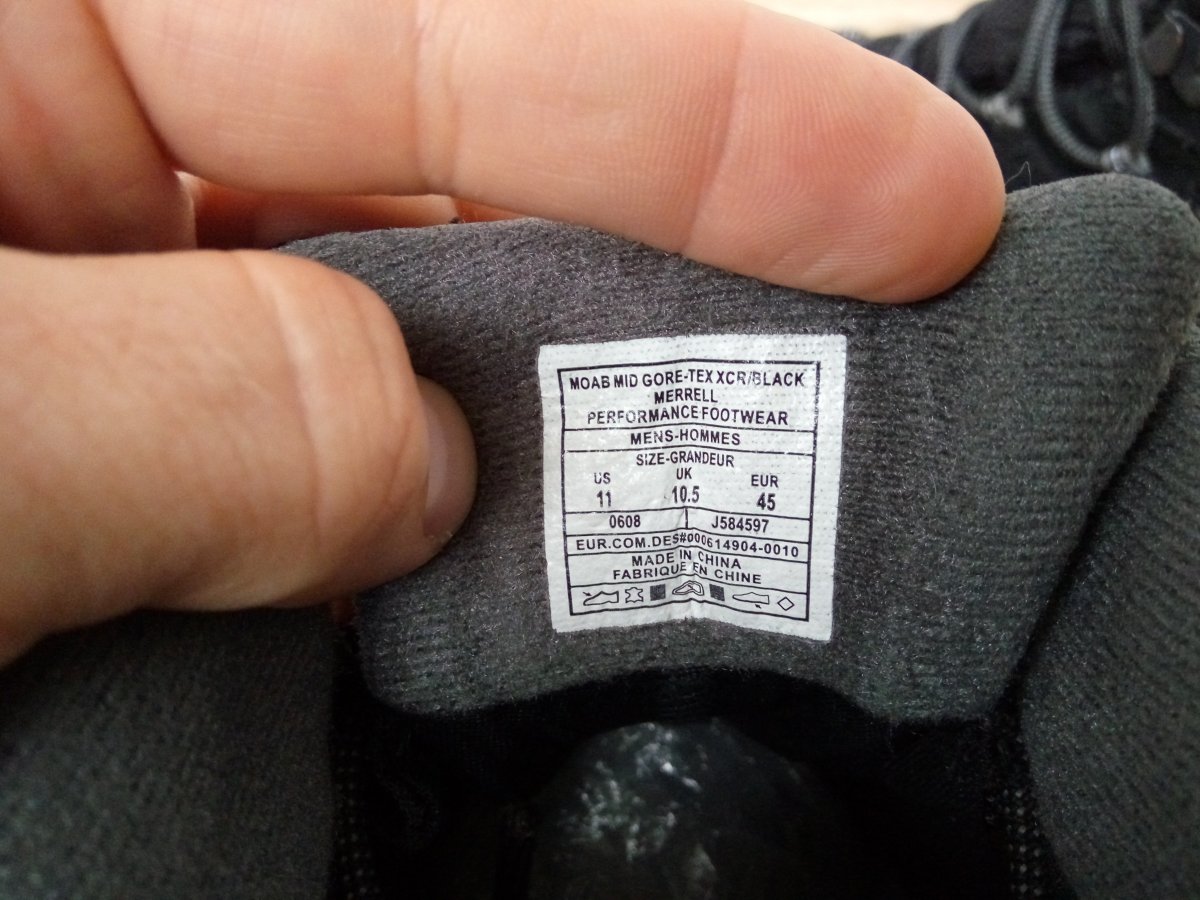 MOAB MID GORE-TEX XCR/BLACK
MERRELL
PERFORMANCE FOOTWEAR
MENS-HOMMES
SIZE-GRANDEUR
US UK EUR
11 10.5 45
0608 J584597
EUR.COM.DES#000614904-0010
MADE IN CHINA
FABRIQUE EN CHINE